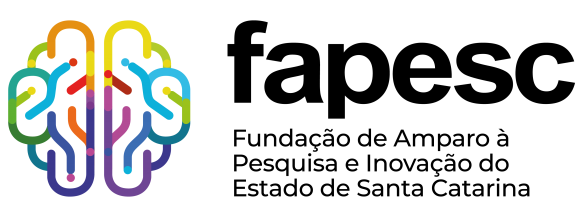 fapesc
Fundação de Amparo à
Pesquisa e Inovação do
Estado de Santa Catarina